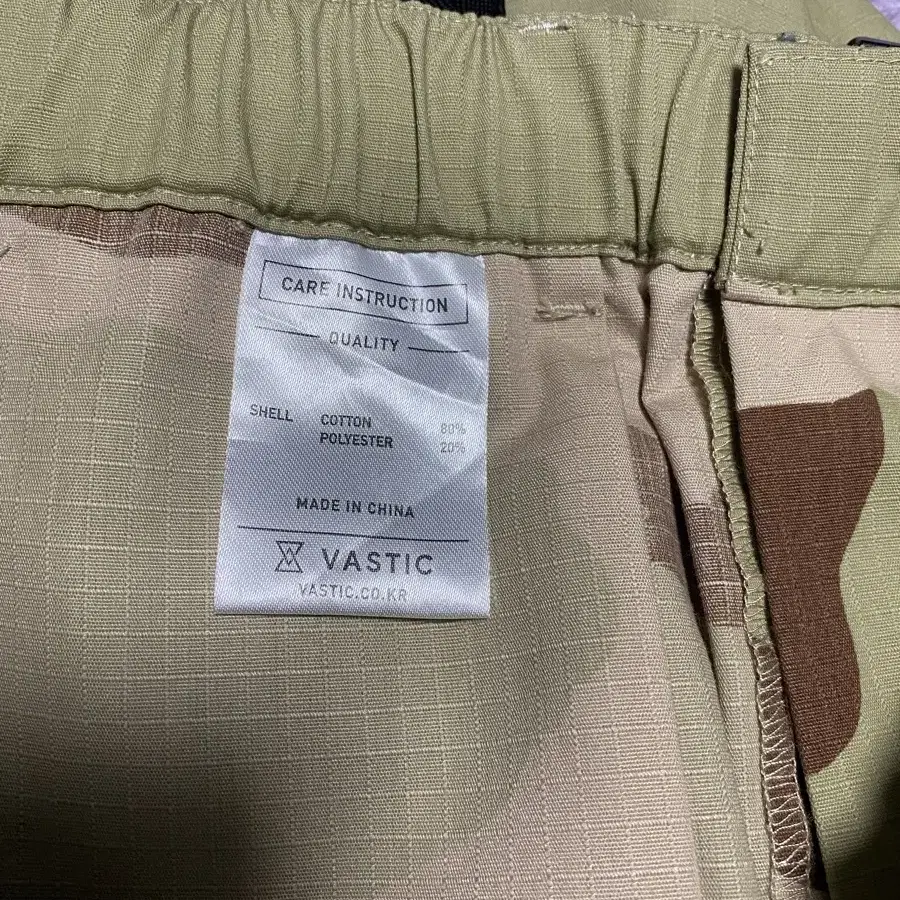 CARE INSTRUCTION
QUALITY
SHELL COTTON 80%
POLYESTER 20%
MADE IN CHINA
VASTIC
VASTIC.CO.KR